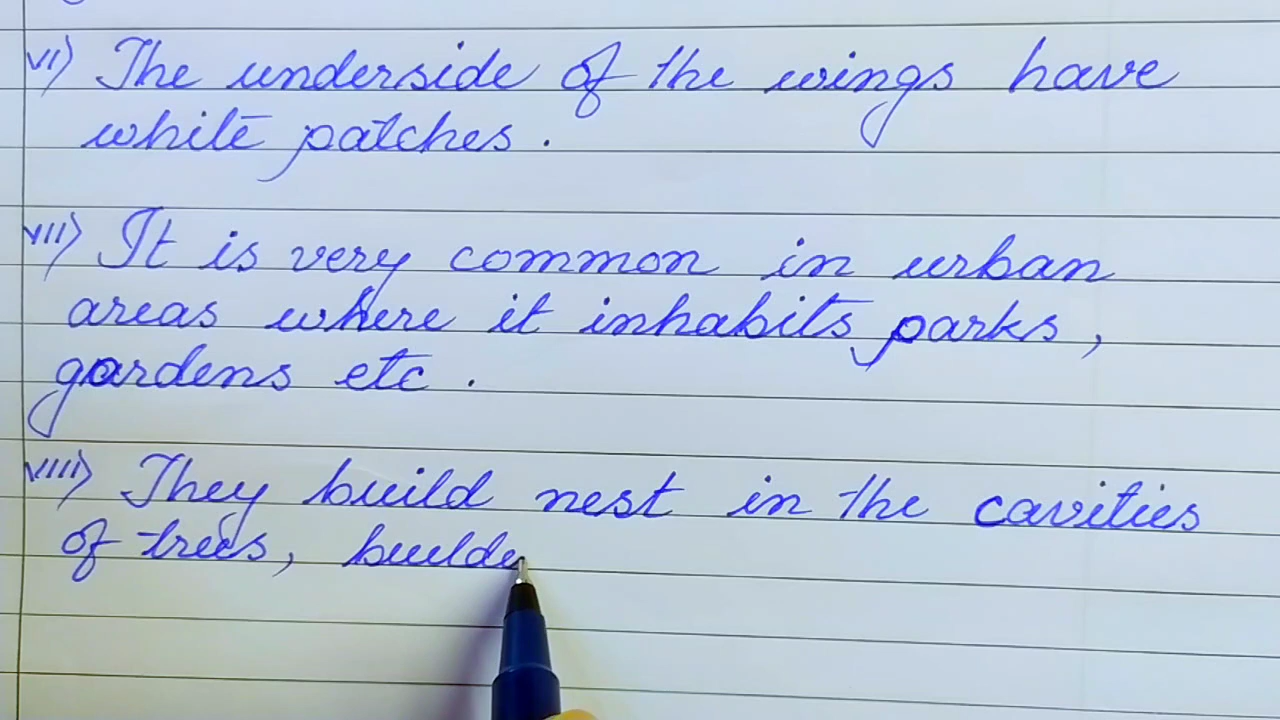 VI) The underside of the wings have
white patches.
VII) It is very common in urban
areas where it inhabits parks,
gardens etc.
VIII) They build nest in the cavities
of trees,